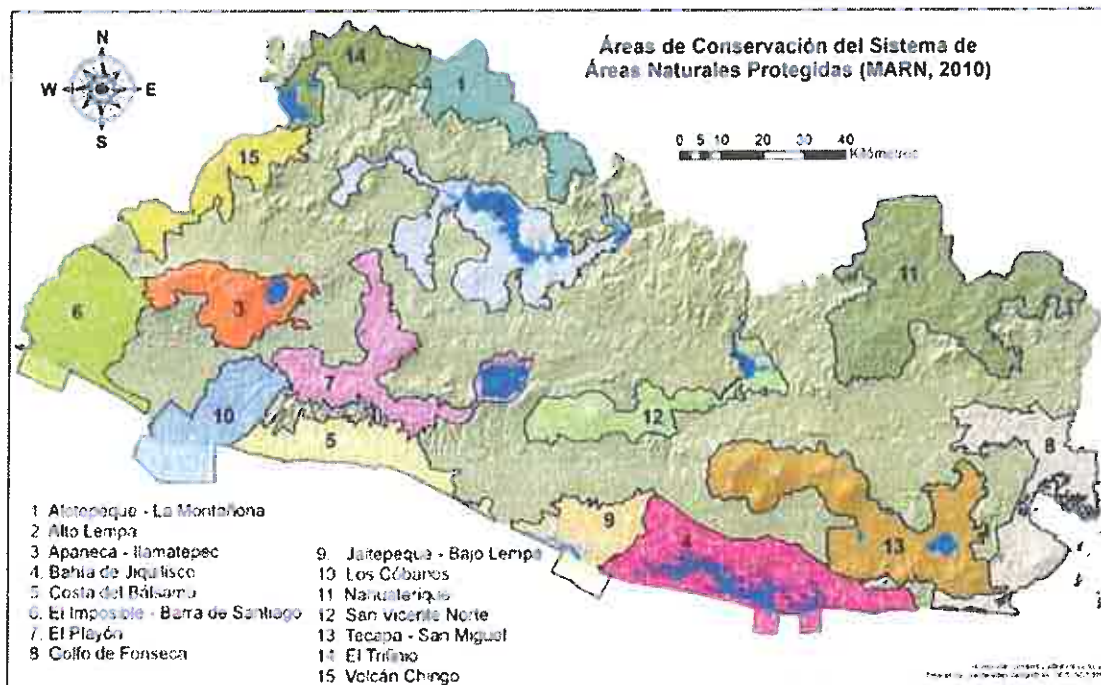 Áreas de Conservación del Sistema de
Áreas Naturales Protegidas (MARN, 2010)
N
W E
S
0 5 10 20 30 40
Kilómetros
14
1
15
11
6
3
7
12
10
5
8
9
4
13
1 Alotepeque - La Montañona
2 Alto Lempa
3 Apaneca - Ilamatepec
4. Bahía de Jiquilisco
5 Costa del Bálsamo
6. El Imposible - Barra de Santiago
7. El Playón
8 Golfo de Fonseca
9. Jaltepeque - Bajo Lempa
10 Los Cóbanos
11 Nahuaterique
12 San Vicente Norte
13 Tecapa - San Miguel
14 El Trifinio
15 Volcán Chingo